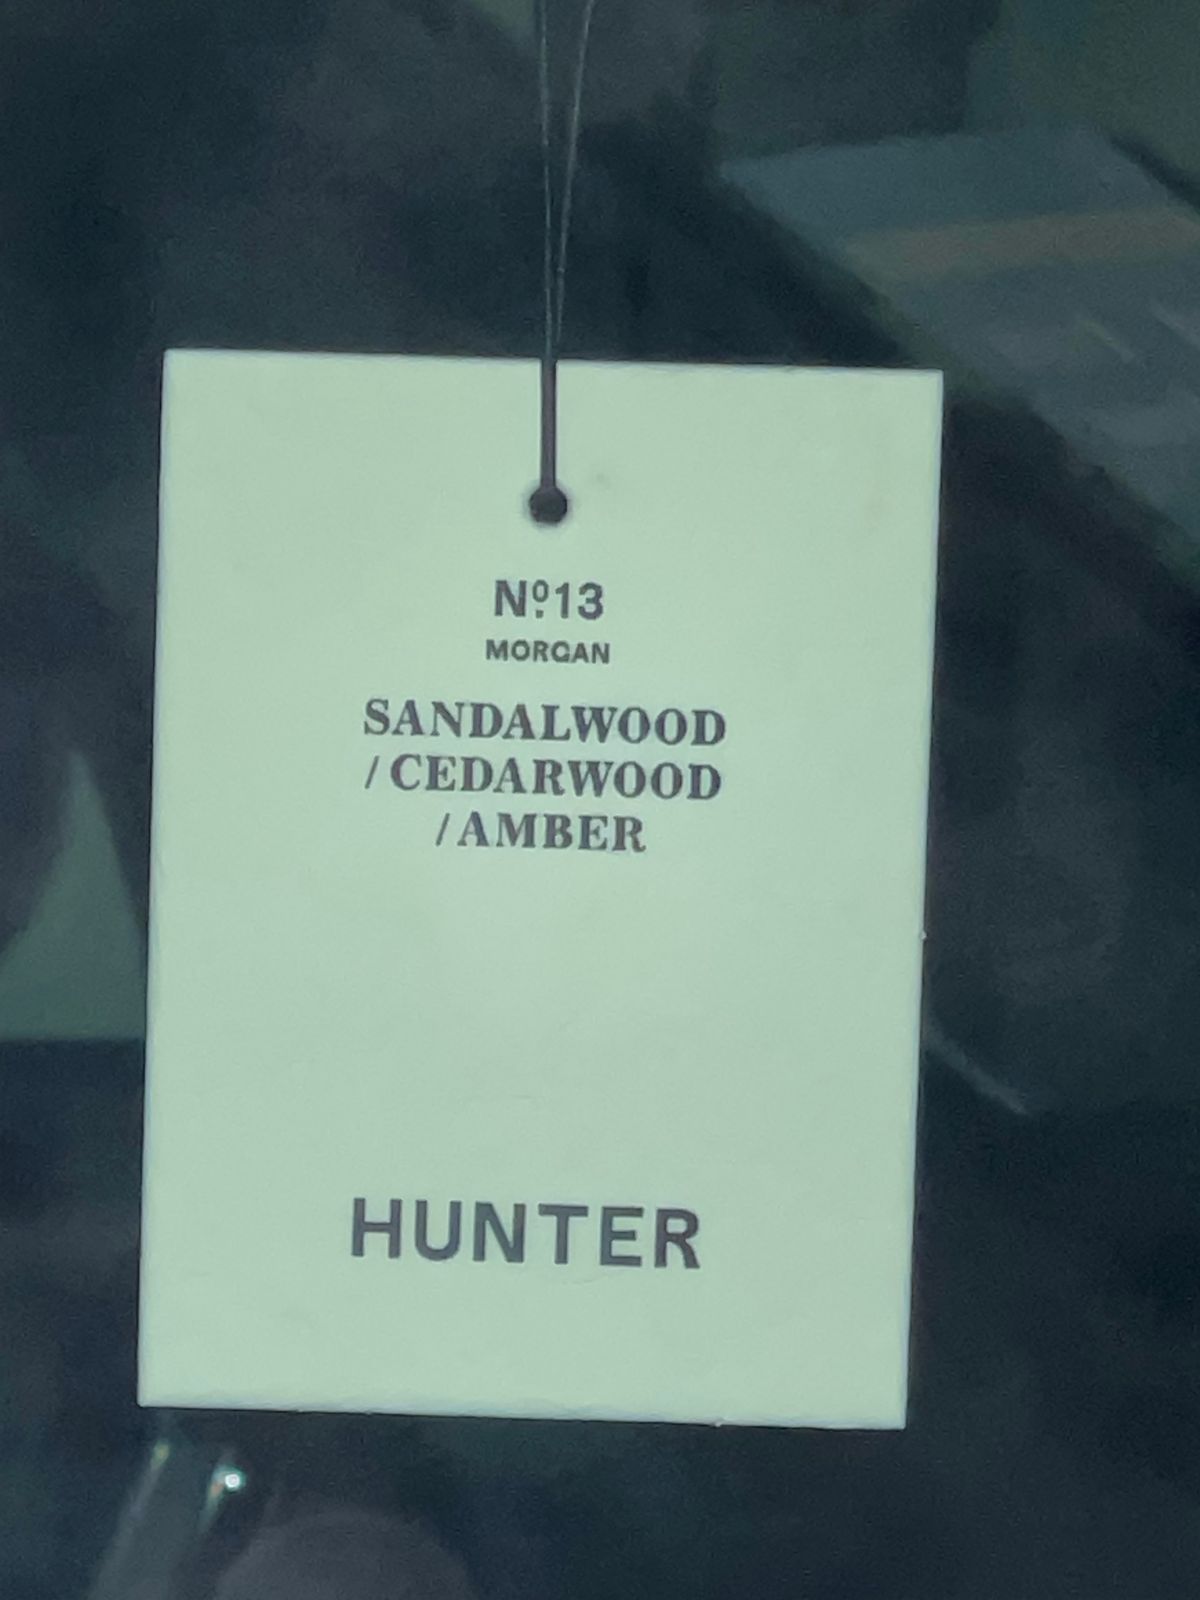 Nº13
MORGAN
SANDALWOOD
/CEDARWOOD
/AMBER
HUNTER